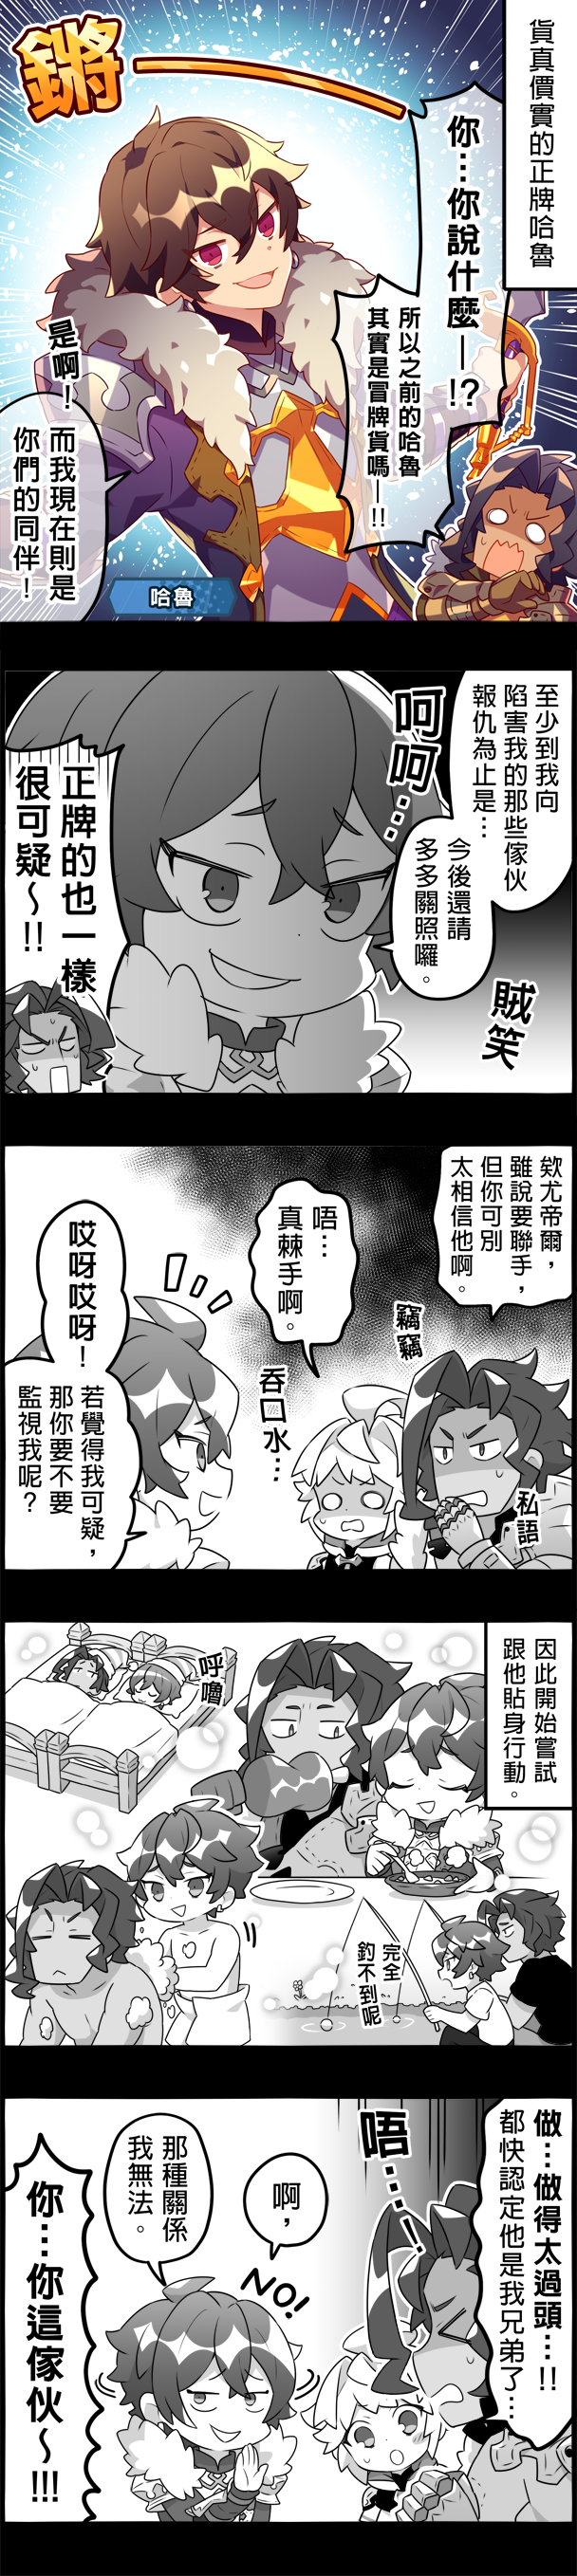 貨真價實的正牌哈魯
鏘
你…你說什麼—!?
所以之前的哈魯
其實是冒牌貨嗎—!!
是啊！
而我現在則是
你們的同伴！
哈魯
至少到我向
陷害我的那些傢伙
報仇為止是…
今後還請
多多關照囉。
呵呵…
賊笑
正牌的也一樣
很可疑～!!
欸尤帝爾，
雖說要聯手，
但你可別
太相信他啊。
竊竊
私語
唔…
真棘手啊。
吞口水…
哎呀哎呀！
若覺得我可疑，
那你要不要
監視我呢？
因此開始嘗試
跟他貼身行動。
呼嚕
完全
釣不到呢
做…做得太過頭…!!
都快認定他是我兄弟了…
唔…！
啊，
那種關係
我無法。
NO!
你…你這傢伙～!!!